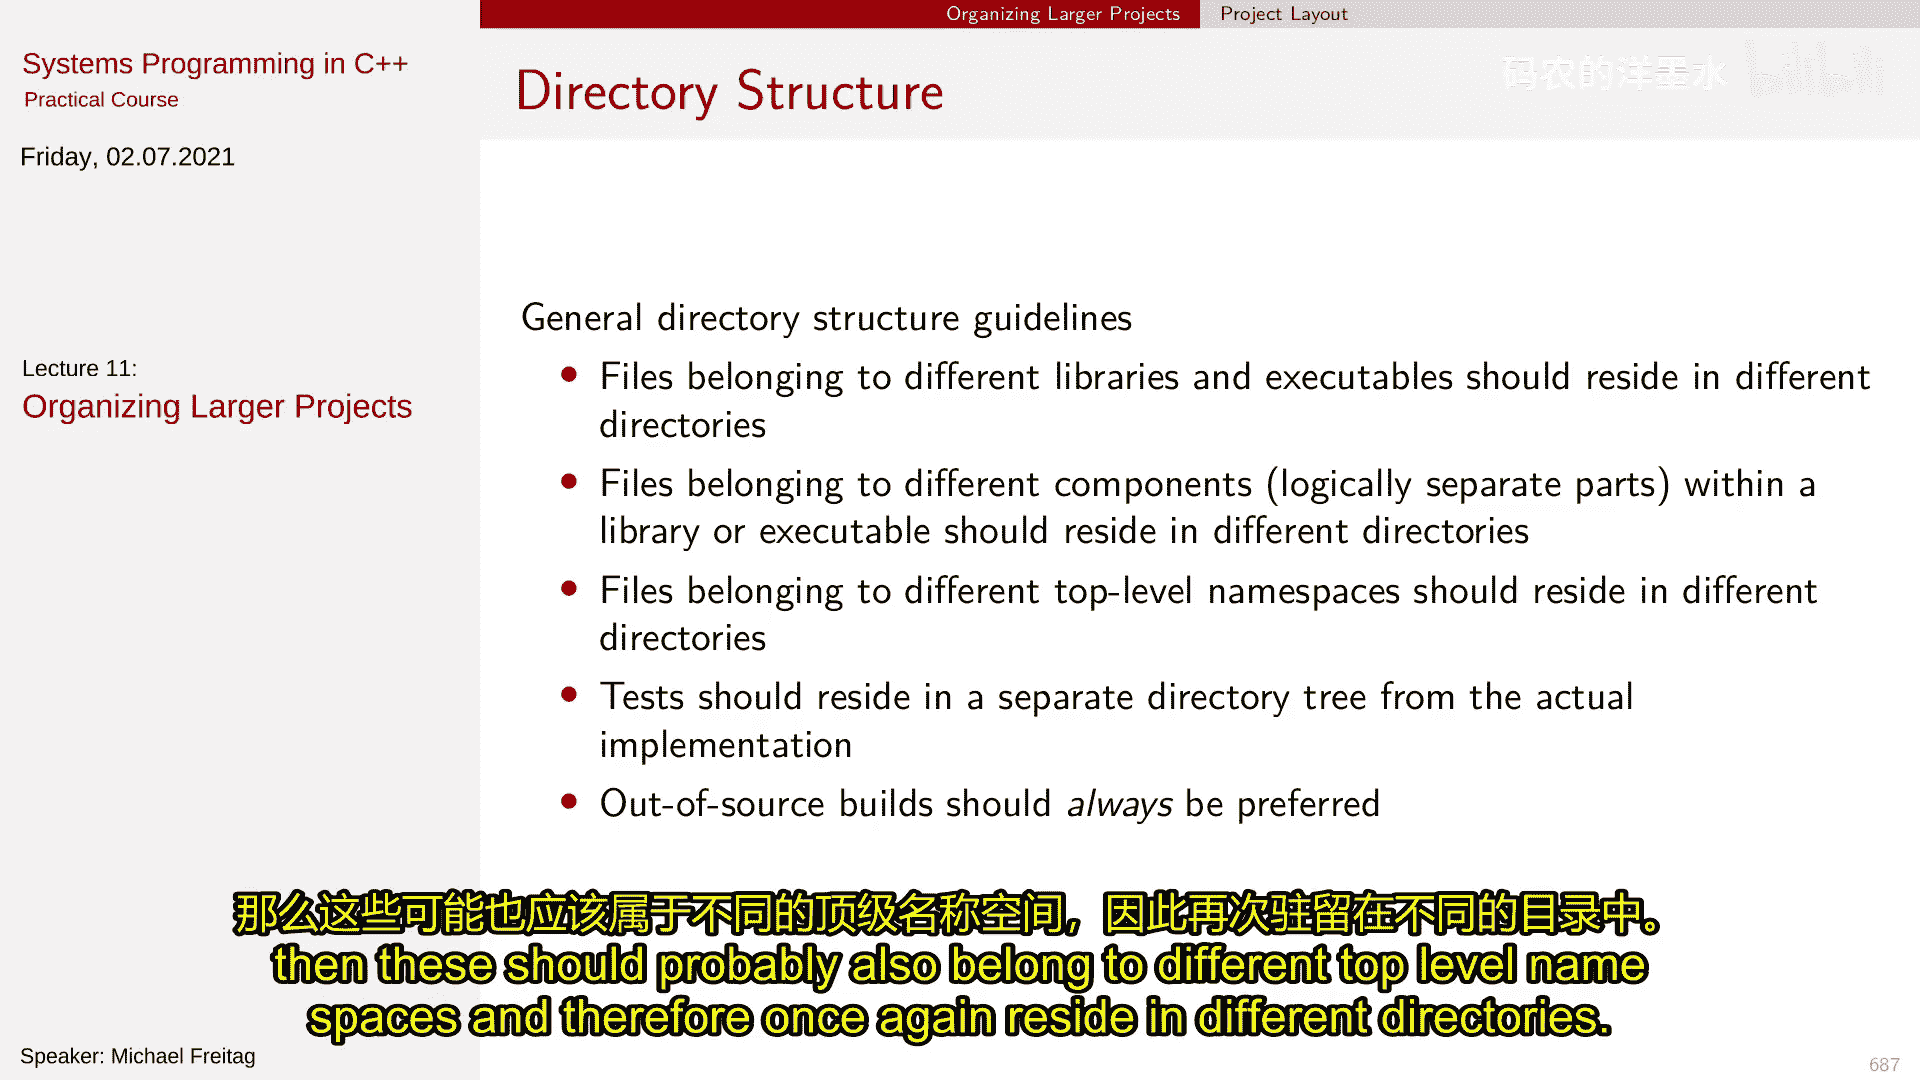 Organizing Larger Projects
Project Layout
Systems Programming in C++
Practical Course
Friday, 02.07.2021
Lecture 11:
Organizing Larger Projects
Directory Structure
码农的洋墨水
bilibili
General directory structure guidelines
• Files belonging to different libraries and executables should reside in different
directories
• Files belonging to different components (logically separate parts) within a
library or executable should reside in different directories
• Files belonging to different top-level namespaces should reside in different
directories
• Tests should reside in a separate directory tree from the actual
implementation
• Out-of-source builds should always be preferred
那么这些可能也应该属于不同的顶级名称空间，因此再次驻留在不同的目录中。
then these should probably also belong to different top level name
spaces and therefore once again reside in different directories.
Speaker: Michael Freitag
687